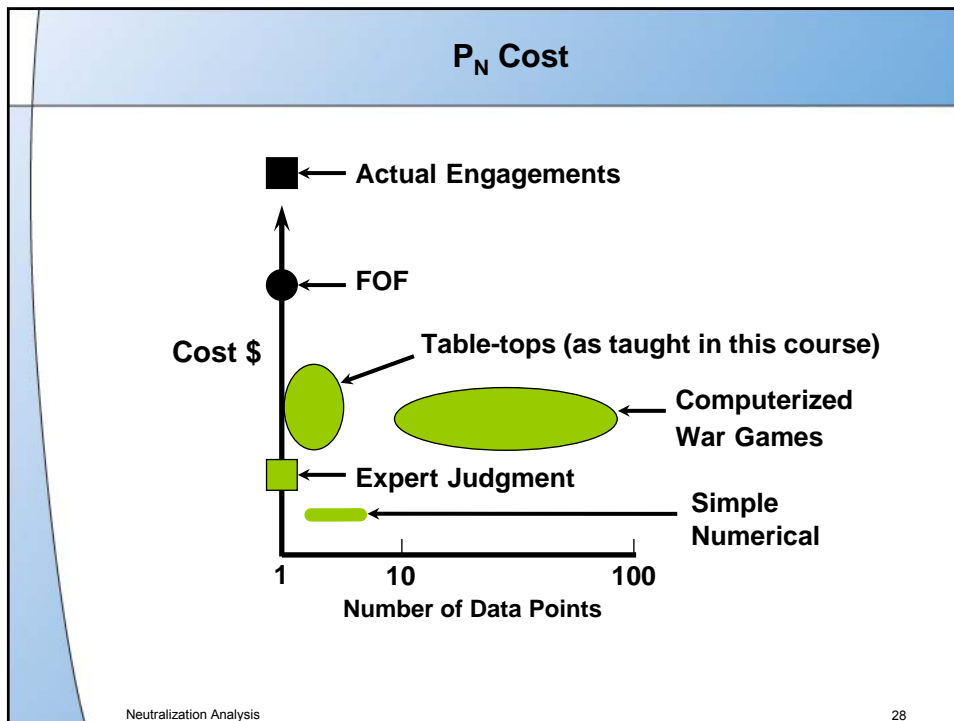 P_N Cost
Actual Engagements
FOF
Cost $
Table-tops (as taught in this course)
Computerized
War Games
Expert Judgment
Simple
Numerical
1 10 100
Number of Data Points
Neutralization Analysis 28